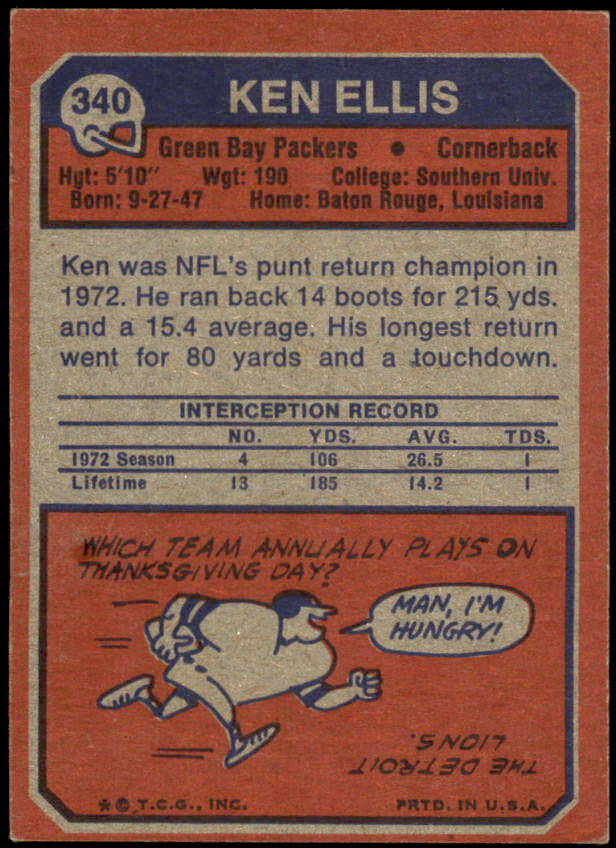 340
KEN ELLIS
Green Bay Packers • Cornerback
Hgt: 5'10" Wgt: 190 College: Southern Univ.
Born: 9-27-47 Home: Baton Rouge, Louisiana
Ken was NFL's punt return champion in
1972. He ran back 14 boots for 215 yds.
and a 15.4 average. His longest return
went for 80 yards and a touchdown.
INTERCEPTION RECORD
NO. YDS. AVG. TDS.
1972 Season 4 106 26.5 1
Lifetime 13 185 14.2 1
WHICH TEAM ANNUALLY PLAYS ON
THANKSGIVING DAY?
MAN, I'M
HUNGRY!
THE DETROIT
LIONS.
★ © T.C.G., INC. PRTD. IN U.S.A.